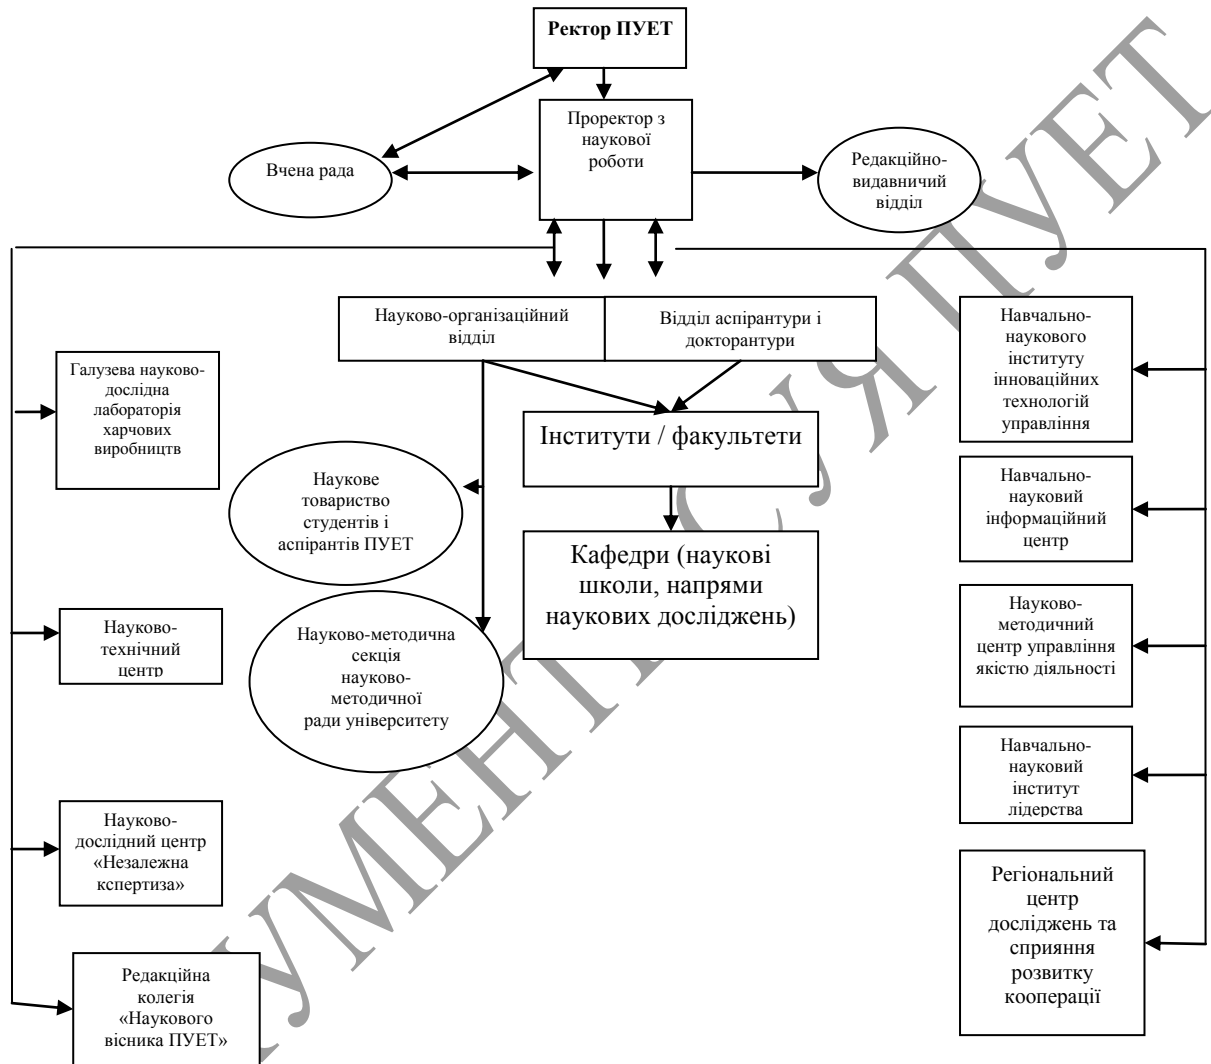 Ректор ПУЕТ
Проректор з
наукової
роботи
Вчена рада
Редакційно-
видавничий
відділ
Науково-організаційний
відділ
Відділ аспірантури і
докторантури
Навчально-
наукового
інституту
інноваційних
технологій
управління
Галузева науково-
дослідна
лабораторія
харчових
виробництв
Інститути / факультети
Наукове
товариство
студентів і
аспірантів ПУЕТ
Навчально-
науковий
інформаційний
центр
Кафедри (наукові
школи, напрями
наукових досліджень)
Науково-
методичний
центр управління
якістю діяльності
Науково-
технічний
центр
Науково-методична
секція
науково-
методичної
ради університету
Навчально-
науковий
інститут
лідерства
Науково-
дослідний центр
«Незалежна
кспертиза»
Регіональний
центр
досліджень та
сприяння
розвитку
кооперації
Редакційна
колегія
«Наукового
вісника ПУЕТ»
ПУЕТ